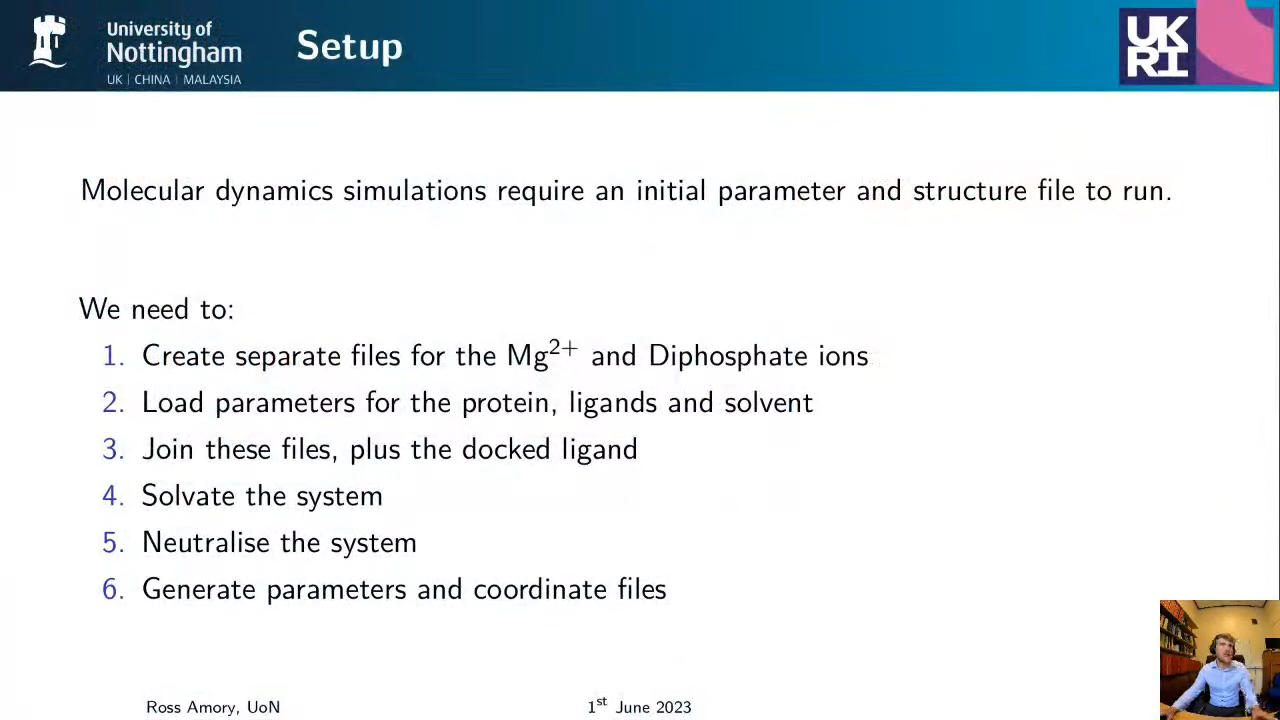 University of
Nottingham
UK | CHINA | MALAYSIA
Setup
UK
RI
Molecular dynamics simulations require an initial parameter and structure file to run.
We need to:
1. Create separate files for the Mg²⁺ and Diphosphate ions
2. Load parameters for the protein, ligands and solvent
3. Join these files, plus the docked ligand
4. Solvate the system
5. Neutralise the system
6. Generate parameters and coordinate files
Ross Amory, UoN
1ˢᵗ June 2023